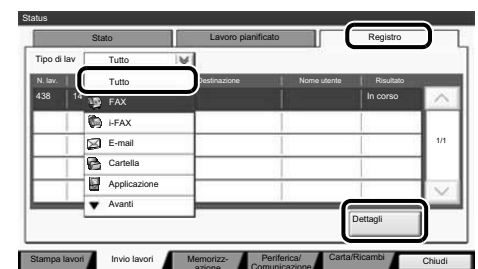 Status
Stato Lavoro pianificato Registro
Tipo di lav Tutto
N. lav. Destinazione Nome utente Risultato
Tutto
438 14 In corso
FAX
i-FAX
E-mail 1/1
Cartella
Applicazione
Avanti
Dettagli
Stampa lavori Invio lavori Memorizz-azione Periferica/Comunicazione Carta/Ricambi Chiudi